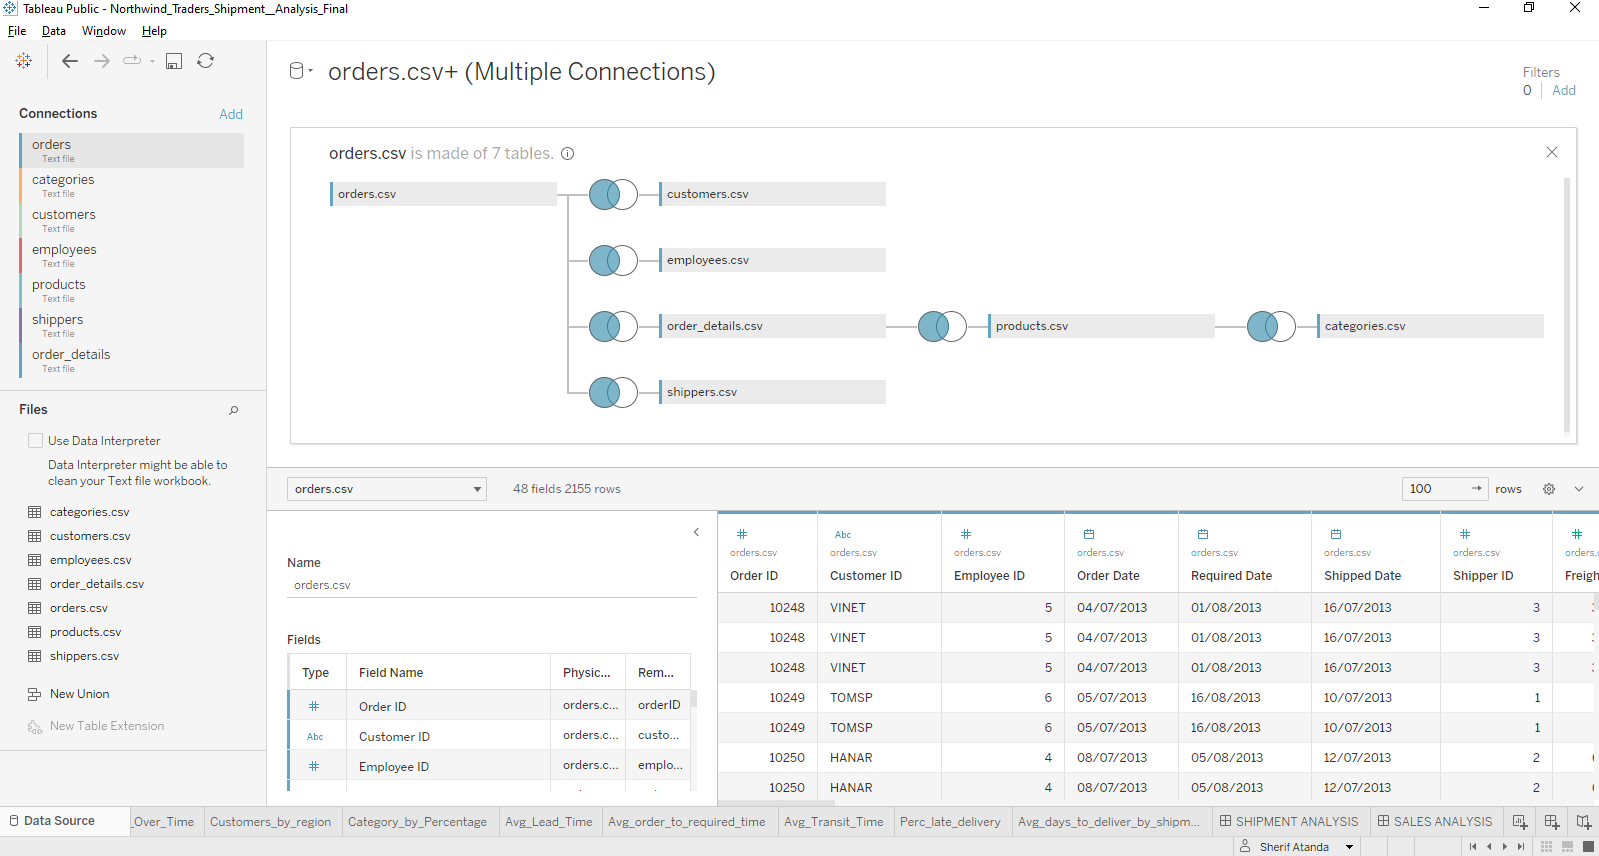 Tableau Public - Northwind_Traders_Shipment__Analysis_Final
File Data Window Help
Connections Add
orders
Text file
categories
Text file
customers
Text file
employees
Text file
products
Text file
shippers
Text file
order_details
Text file
Files
Use Data Interpreter
Data Interpreter might be able to
clean your Text file workbook.
categories.csv
customers.csv
employees.csv
order_details.csv
orders.csv
products.csv
shippers.csv
New Union
New Table Extension
orders.csv+ (Multiple Connections)
Filters
0 Add
orders.csv is made of 7 tables.
orders.csv customers.csv
employees.csv
order_details.csv products.csv categories.csv
shippers.csv
orders.csv 48 fields 2155 rows 100 rows
Name
orders.csv
Fields
Type Field Name Physic... Rem...
# Order ID orders.c... orderID
Abc Customer ID orders.c... custo...
# Employee ID orders.c... emplo...
# Abc # # #
orders.csv orders.csv orders.csv orders.csv orders.csv orders.csv orders.csv orders.
Order ID Customer ID Employee ID Order Date Required Date Shipped Date Shipper ID Freigh
10248 VINET 5 04/07/2013 01/08/2013 16/07/2013 3
10248 VINET 5 04/07/2013 01/08/2013 16/07/2013 3
10248 VINET 5 04/07/2013 01/08/2013 16/07/2013 3
10249 TOMSP 6 05/07/2013 16/08/2013 10/07/2013 1
10249 TOMSP 6 05/07/2013 16/08/2013 10/07/2013 1
10250 HANAR 4 08/07/2013 05/08/2013 12/07/2013 2
10250 HANAR 4 08/07/2013 05/08/2013 12/07/2013 2
Data Source _Over_Time Customers_by_region Category_by_Percentage Avg_Lead_Time Avg_order_to_required_time Avg_Transit_Time Perc_late_delivery Avg_days_to_deliver_by_shipm... SHIPMENT ANALYSIS SALES ANALYSIS
Sherif Atanda